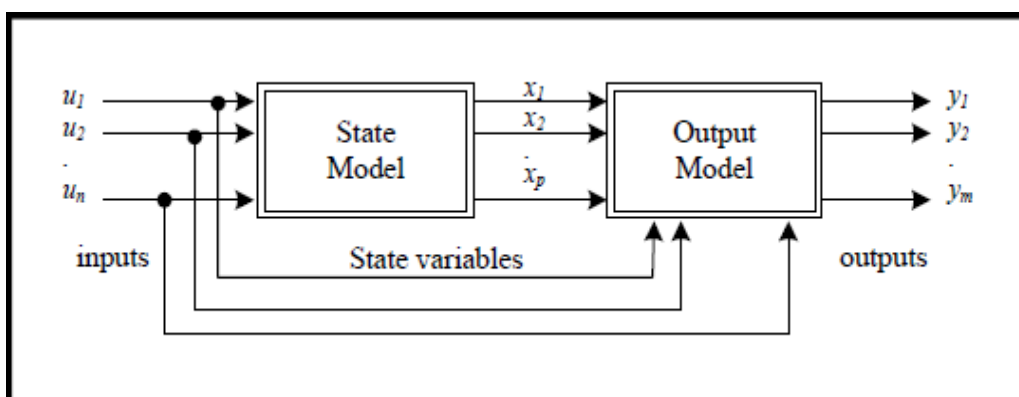 u1 x1 y1
u2 State x2 Output y2
. Model . Model .
un xp ym
inputs State variables outputs